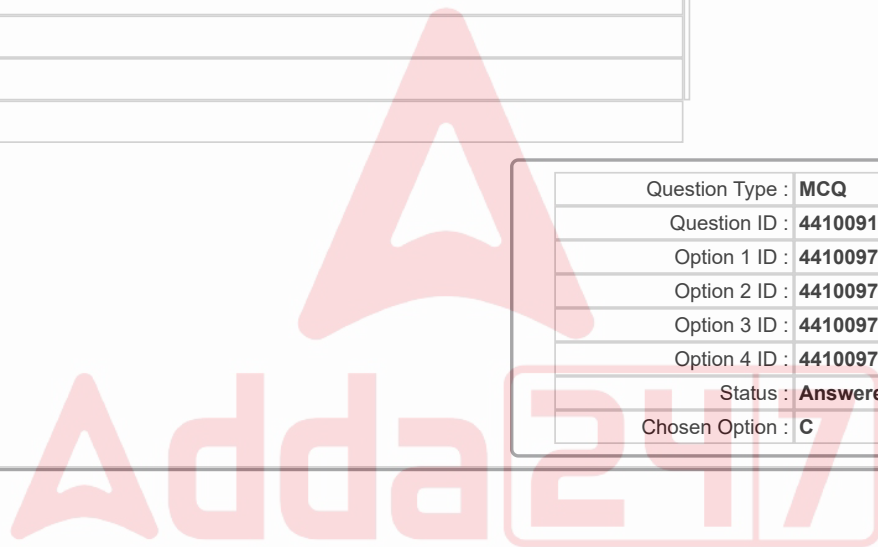 Question Type : MCQ
Question ID : 4410091
Option 1 ID : 4410097
Option 2 ID : 4410097
Option 3 ID : 4410097
Option 4 ID : 4410097
Status : Answere
Chosen Option : C
Adda247